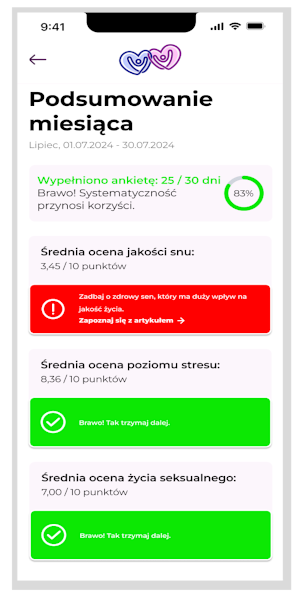 9:41
Podsumowanie
miesiąca
Lipiec, 01.07.2024 - 30.07.2024
Wypełniono ankietę: 25 / 30 dni
Brawo! Systematyczność
przynosi korzyści.
83%
Średnia ocena jakości snu:
3,45 / 10 punktów
Zadbaj o zdrowy sen, który ma duży wpływ na
jakość życia.
Zapoznaj się z artykułem →
Średnia ocena poziomu stresu:
8,36 / 10 punktów
Brawo! Tak trzymaj dalej.
Średnia ocena życia seksualnego:
7,00 / 10 punktów
Brawo! Tak trzymaj dalej.